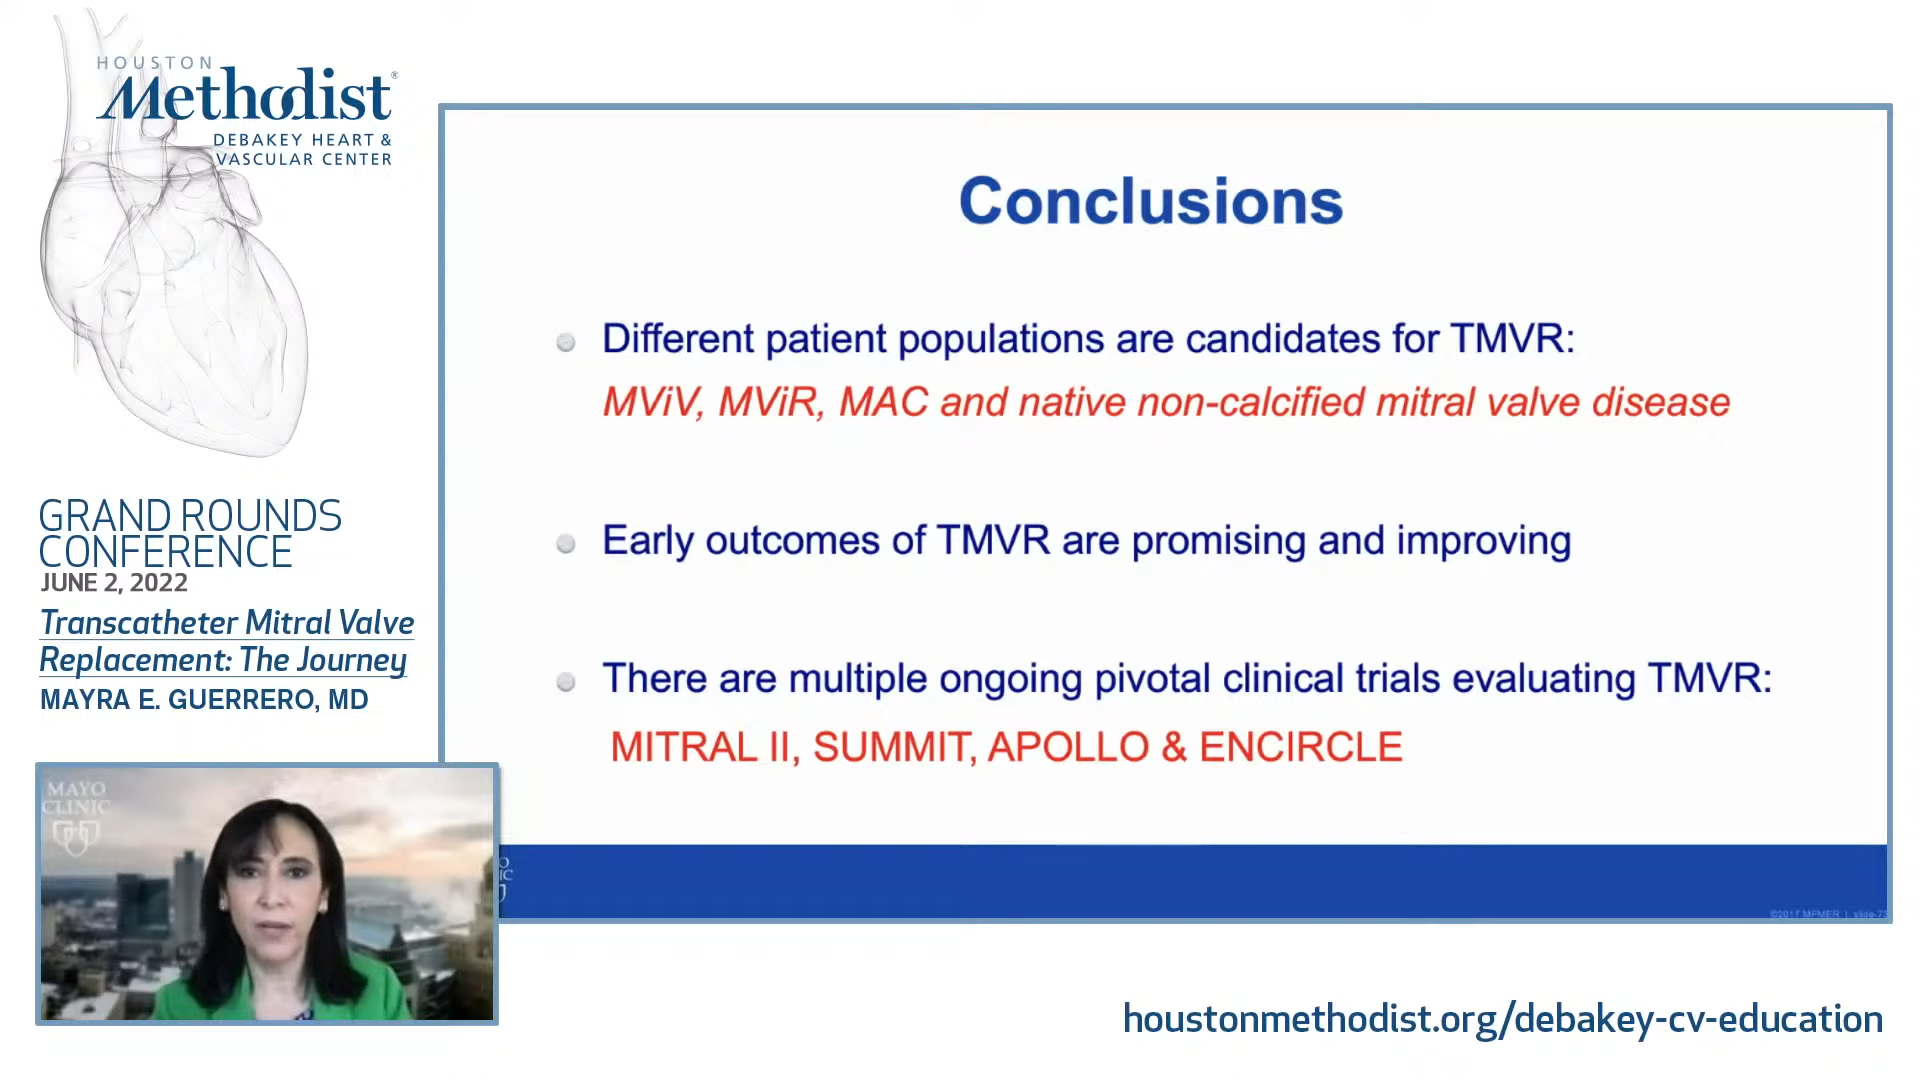 HOUSTON
Methodist®
DEBAKEY HEART &
VASCULAR CENTER
GRAND ROUNDS
CONFERENCE
JUNE 2, 2022
Transcatheter Mitral Valve
Replacement: The Journey
MAYRA E. GUERRERO, MD
MAYO
CLINIC
Conclusions
Different patient populations are candidates for TMVR:
MViV, MViR, MAC and native non-calcified mitral valve disease
Early outcomes of TMVR are promising and improving
There are multiple ongoing pivotal clinical trials evaluating TMVR:
MITRAL II, SUMMIT, APOLLO & ENCIRCLE
©2017 MFMER | slide-
houstonmethodist.org/debakey-cv-education